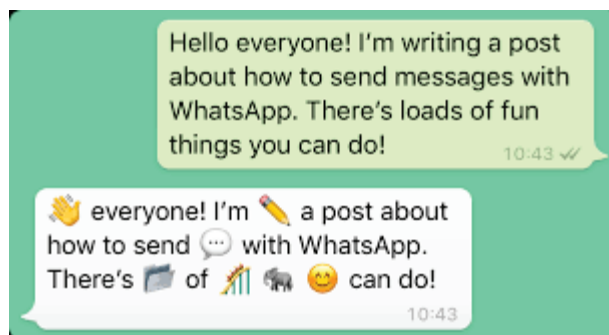 Hello everyone! I'm writing a post
about how to send messages with
WhatsApp. There's loads of fun
things you can do!
10:43
👋 everyone! I'm ✏️ a post about
how to send 💬 with WhatsApp.
There's 📁 of 🎢 🐘 😊 can do!
10:43